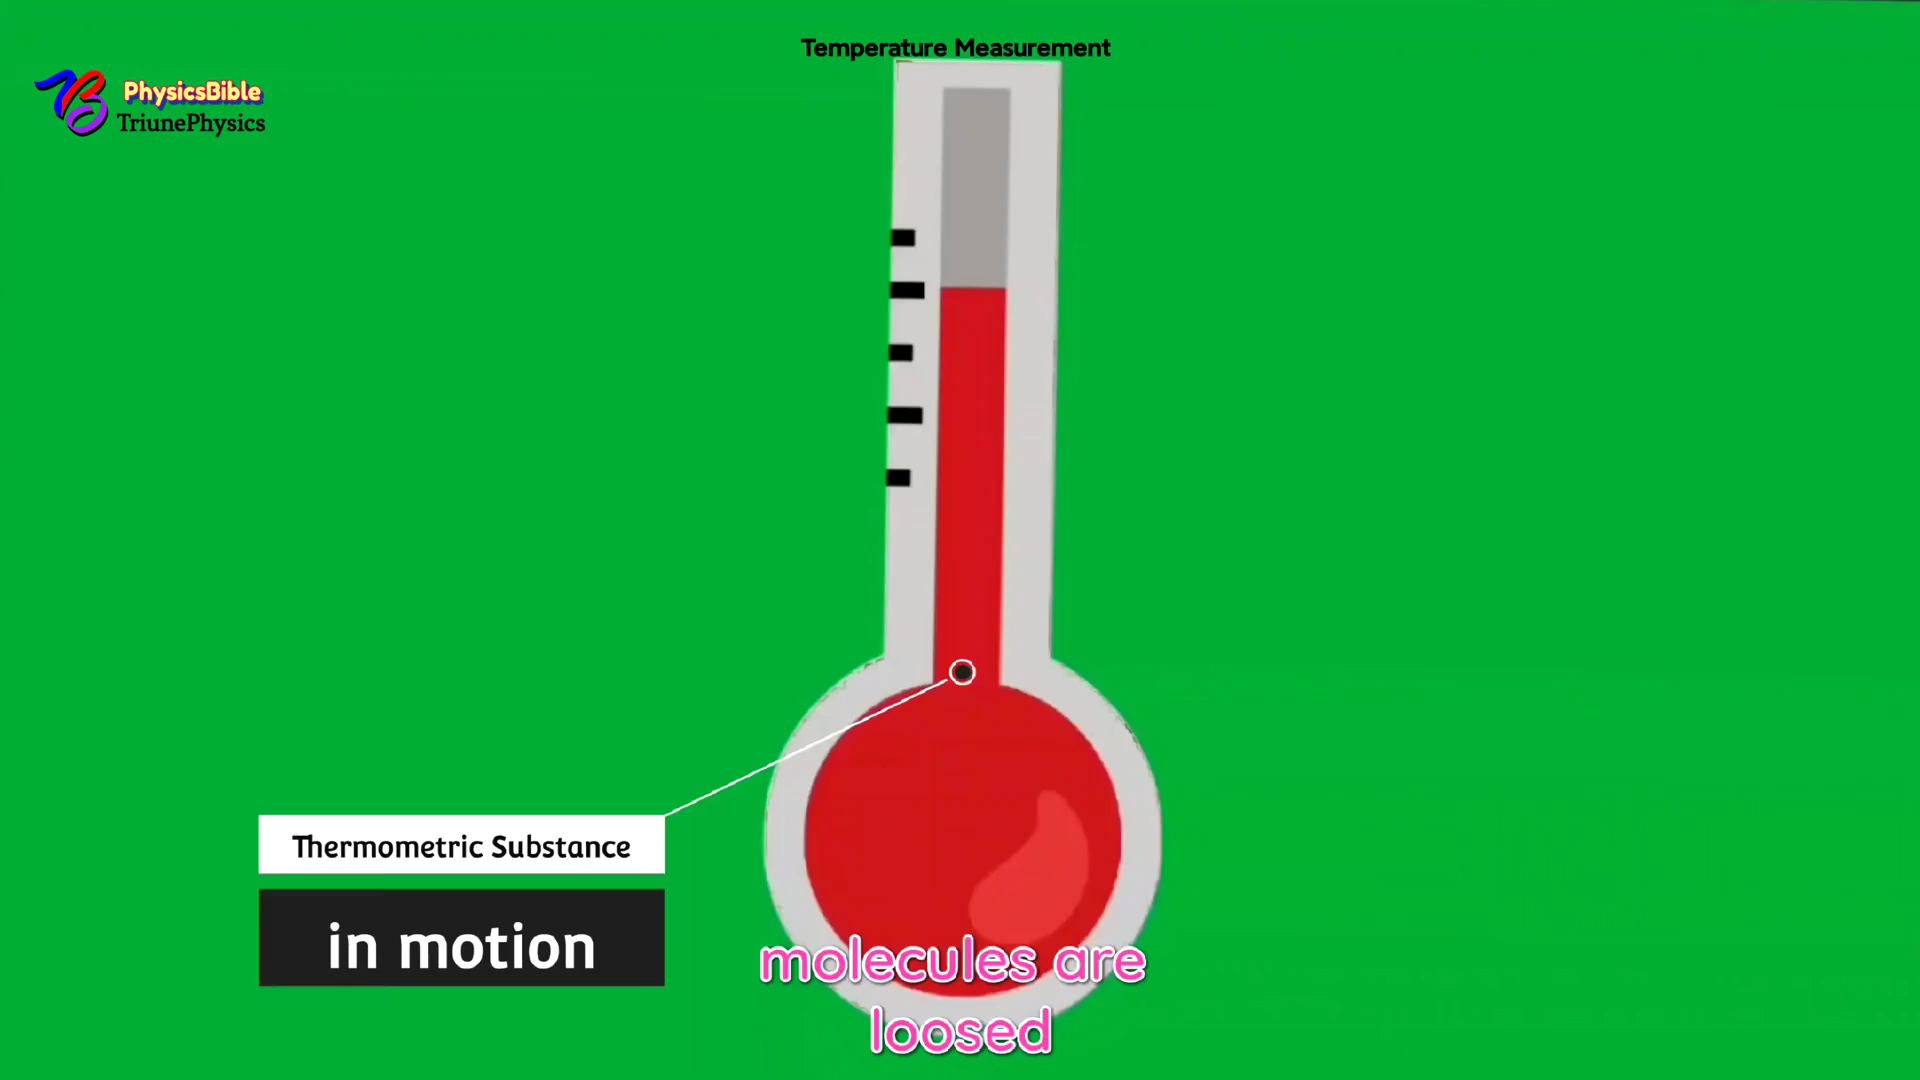 Temperature Measurement
PhysicsBible
TriunePhysics
Thermometric Substance
in motion
molecules are
loosed